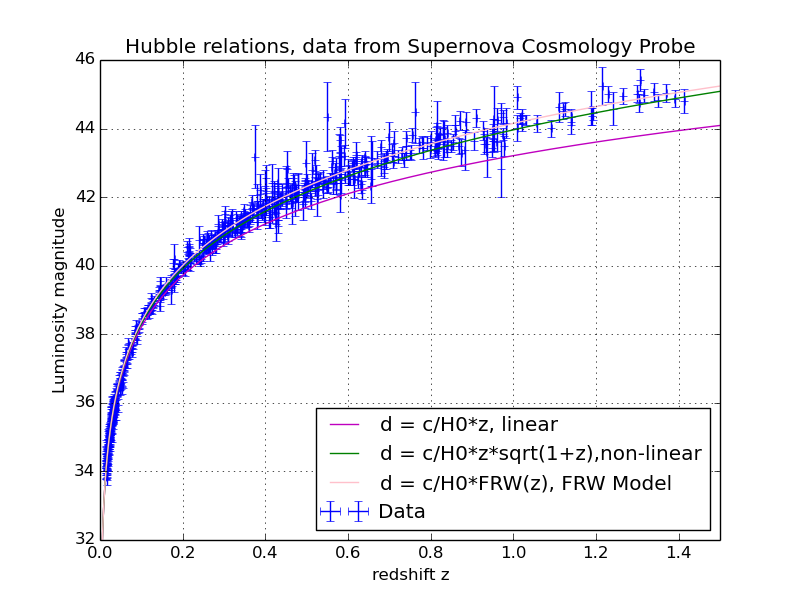 Hubble relations, data from Supernova Cosmology Probe
46
44
42
40
38
36
34
32
Luminosity magnitude
d = c/H0*z, linear
d = c/H0*z*sqrt(1+z),non-linear
d = c/H0*FRW(z), FRW Model
Data
0.0 0.2 0.4 0.6 0.8 1.0 1.2 1.4
redshift z